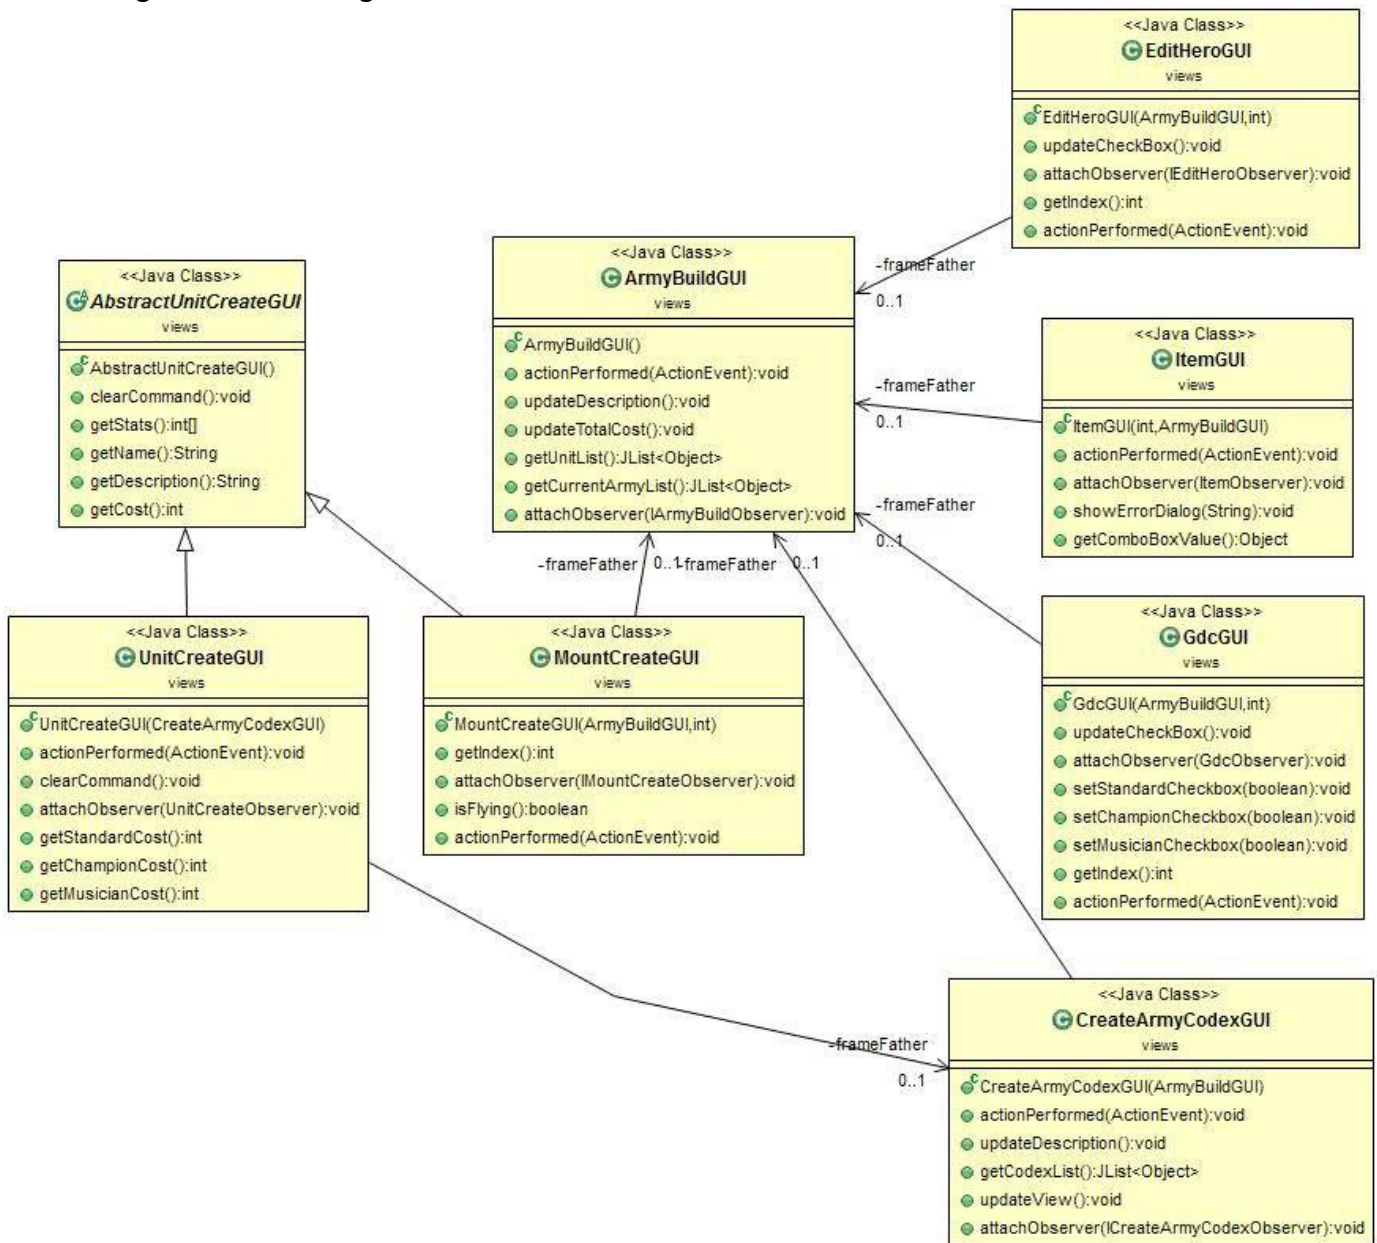 <<Java Class>>
EditHeroGUI
views
EditHeroGUI(ArmyBuildGUI,int)
updateCheckBox():void
attachObserver(IEditHeroObserver):void
getIndex():int
actionPerformed(ActionEvent):void
<<Java Class>>
AbstractUnitCreateGUI
views
AbstractUnitCreateGUI()
clearCommand():void
getStats():int[]
getName():String
getDescription():String
getCost():int
<<Java Class>>
ArmyBuildGUI
views
ArmyBuildGUI()
actionPerformed(ActionEvent):void
updateDescription():void
updateTotalCost():void
getUnitList():JList<Object>
getCurrentArmyList():JList<Object>
attachObserver(IArmyBuildObserver):void
-frameFather
0..1
-frameFather
0..1
-frameFather
0..1
<<Java Class>>
ItemGUI
views
ItemGUI(int,ArmyBuildGUI)
actionPerformed(ActionEvent):void
attachObserver(ItemObserver):void
showErrorDialog(String):void
getComboBoxValue():Object
-frameFather
0..1
-frameFather
0..1
<<Java Class>>
UnitCreateGUI
views
UnitCreateGUI(CreateArmyCodexGUI)
actionPerformed(ActionEvent):void
clearCommand():void
attachObserver(UnitCreateObserver):void
getStandardCost():int
getChampionCost():int
getMusicianCost():int
<<Java Class>>
MountCreateGUI
views
MountCreateGUI(ArmyBuildGUI,int)
getIndex():int
attachObserver(IMountCreateObserver):void
isFlying():boolean
actionPerformed(ActionEvent):void
<<Java Class>>
GdcGUI
views
GdcGUI(ArmyBuildGUI,int)
updateCheckBox():void
attachObserver(GdcObserver):void
setStandardCheckbox(boolean):void
setChampionCheckbox(boolean):void
setMusicianCheckbox(boolean):void
getIndex():int
actionPerformed(ActionEvent):void
-frameFather
0..1
<<Java Class>>
CreateArmyCodexGUI
views
CreateArmyCodexGUI(ArmyBuildGUI)
actionPerformed(ActionEvent):void
updateDescription():void
getCodexList():JList<Object>
updateView():void
attachObserver(ICreateArmyCodexObserver):void